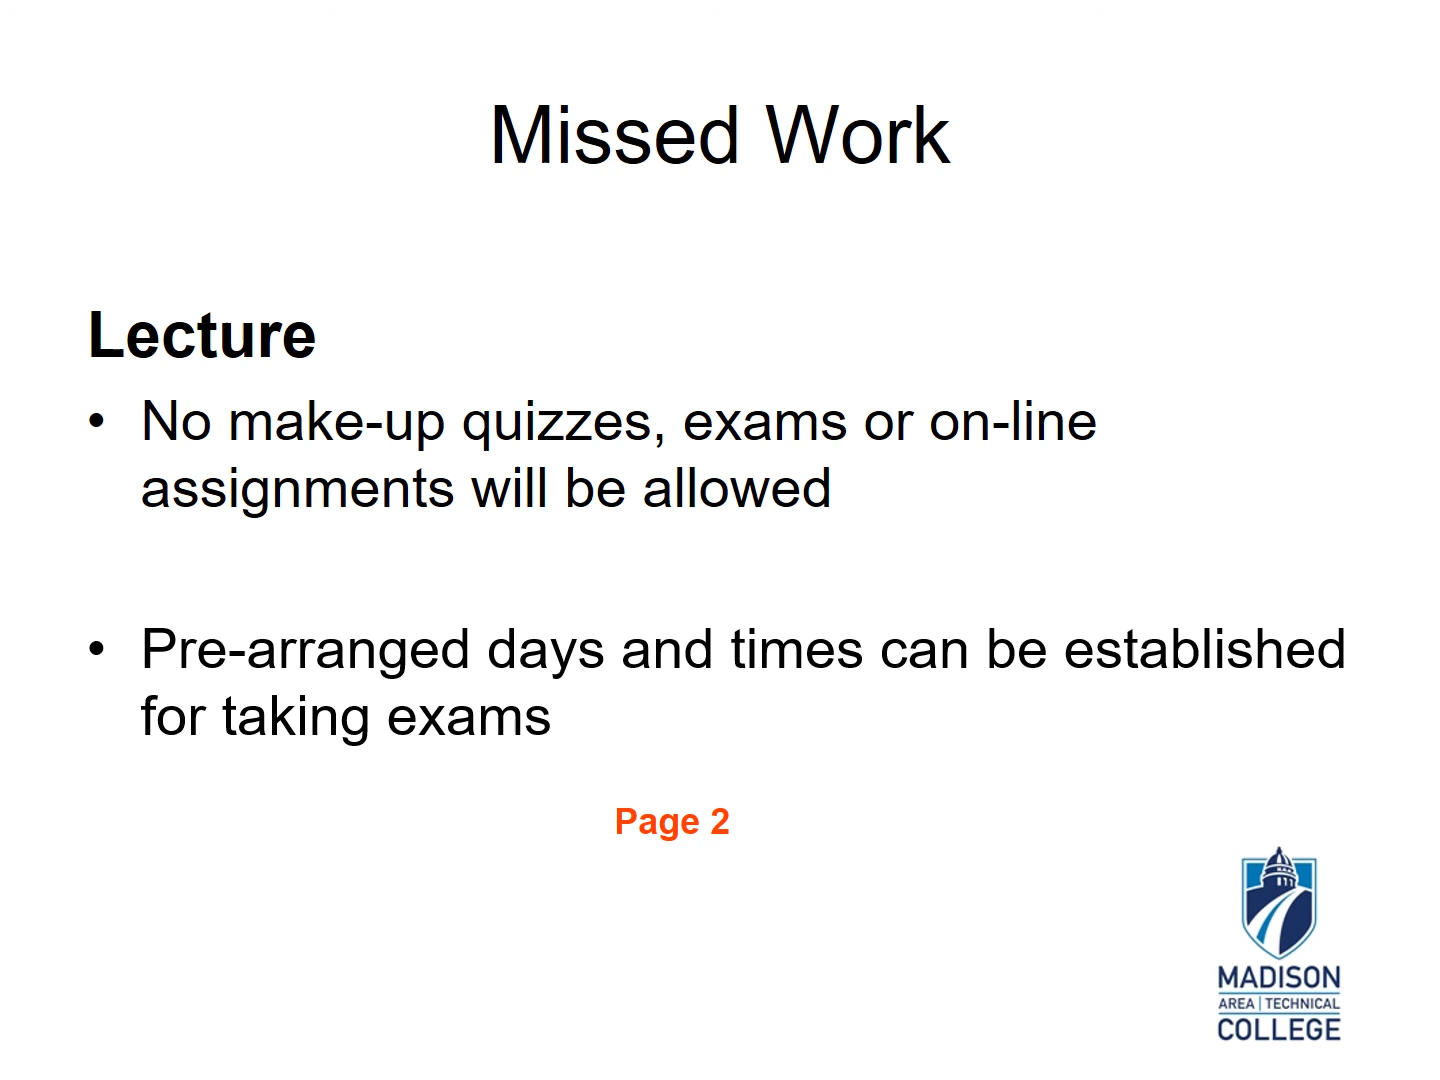 Missed Work
Lecture
• No make-up quizzes, exams or on-line
assignments will be allowed
• Pre-arranged days and times can be established
for taking exams
Page 2
MADISON
AREA | TECHNICAL
COLLEGE